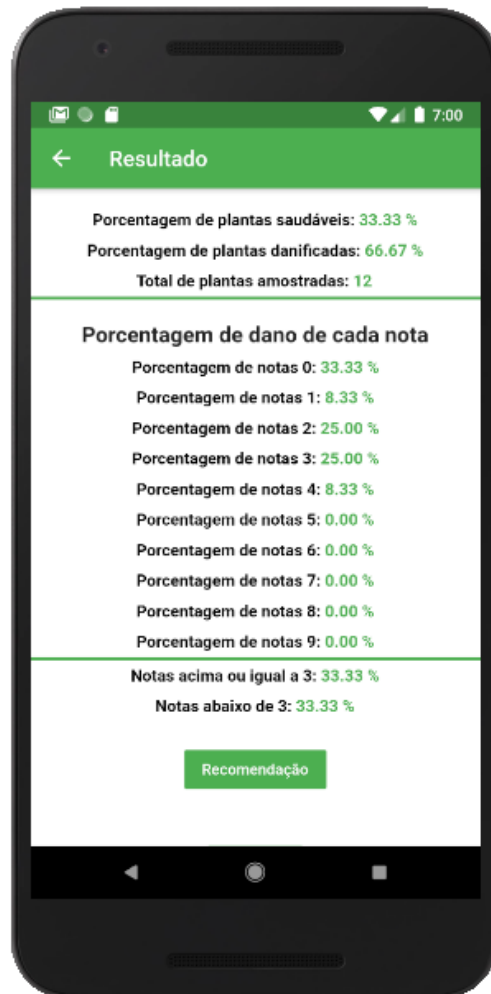 7:00
Resultado
Porcentagem de plantas saudáveis: 33.33 %
Porcentagem de plantas danificadas: 66.67 %
Total de plantas amostradas: 12
Porcentagem de dano de cada nota
Porcentagem de notas 0: 33.33 %
Porcentagem de notas 1: 8.33 %
Porcentagem de notas 2: 25.00 %
Porcentagem de notas 3: 25.00 %
Porcentagem de notas 4: 8.33 %
Porcentagem de notas 5: 0.00 %
Porcentagem de notas 6: 0.00 %
Porcentagem de notas 7: 0.00 %
Porcentagem de notas 8: 0.00 %
Porcentagem de notas 9: 0.00 %
Notas acima ou igual a 3: 33.33 %
Notas abaixo de 3: 33.33 %
Recomendação